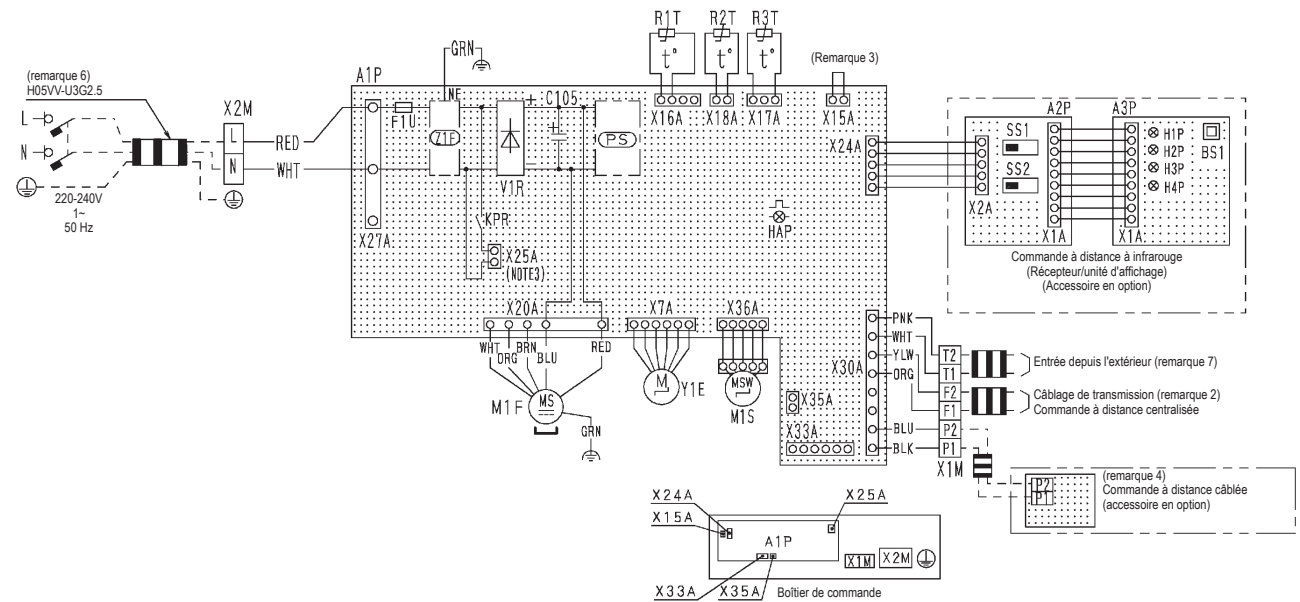 R1T
R2T
R3T
t°
t°
t°
(Remarque 3)
GRN
(remarque 6)
H05VV-U3G2.5
A1P
NE
C105
X2M
F1U
Z1F
PS
X16A
X18A
X17A
X15A
L
L
RED
N
N
WHT
+
+
−
V1R
220-240V
1~
50 Hz
X27A
KPR
X25A
(NOTE3)
HAP
X24A
A2P
A3P
SS1
SS2
H1P
H2P
H3P
H4P
BS1
X2A
X1A
X1A
Commande à distance à infrarouge
(Récepteur/unité d'affichage)
(Accessoire en option)
X20A
X7A
X36A
WHT
ORG
BRN
BLU
RED
M1F
MS
GRN
M
Y1E
MSW
M1S
X35A
X33A
X30A
PNK
WHT
YLW
ORG
BLU
BLK
T2
T1
F2
F1
P2
P1
X1M
Entrée depuis l'extérieur (remarque 7)
Câblage de transmission (remarque 2)
Commande à distance centralisée
P2
P1
(remarque 4)
Commande à distance câblée
(accessoire en option)
X24A
X25A
X15A
A1P
X1M
X2M
X33A
X35A
Boîtier de commande